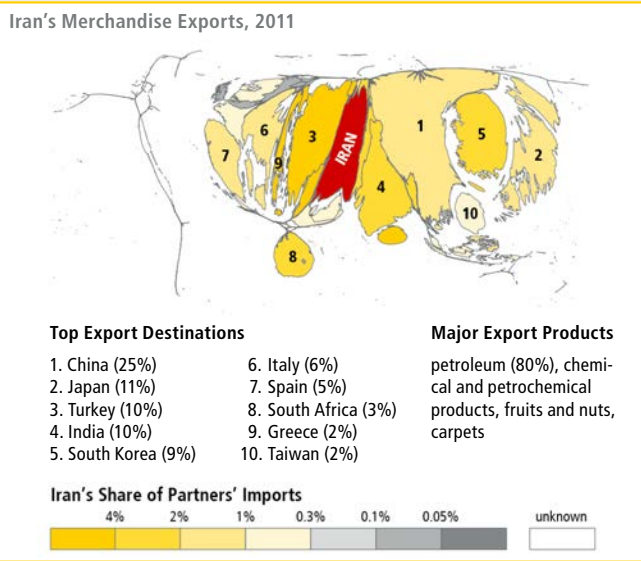 Iran's Merchandise Exports, 2011
6
3
1
5
7
9
IRAN
2
4
10
8
Top Export Destinations
1. China (25%)
2. Japan (11%)
3. Turkey (10%)
4. India (10%)
5. South Korea (9%)
6. Italy (6%)
7. Spain (5%)
8. South Africa (3%)
9. Greece (2%)
10. Taiwan (2%)
Major Export Products
petroleum (80%), chemi-
cal and petrochemical
products, fruits and nuts,
carpets
Iran's Share of Partners' Imports
4% 2% 1% 0.3% 0.1% 0.05% unknown